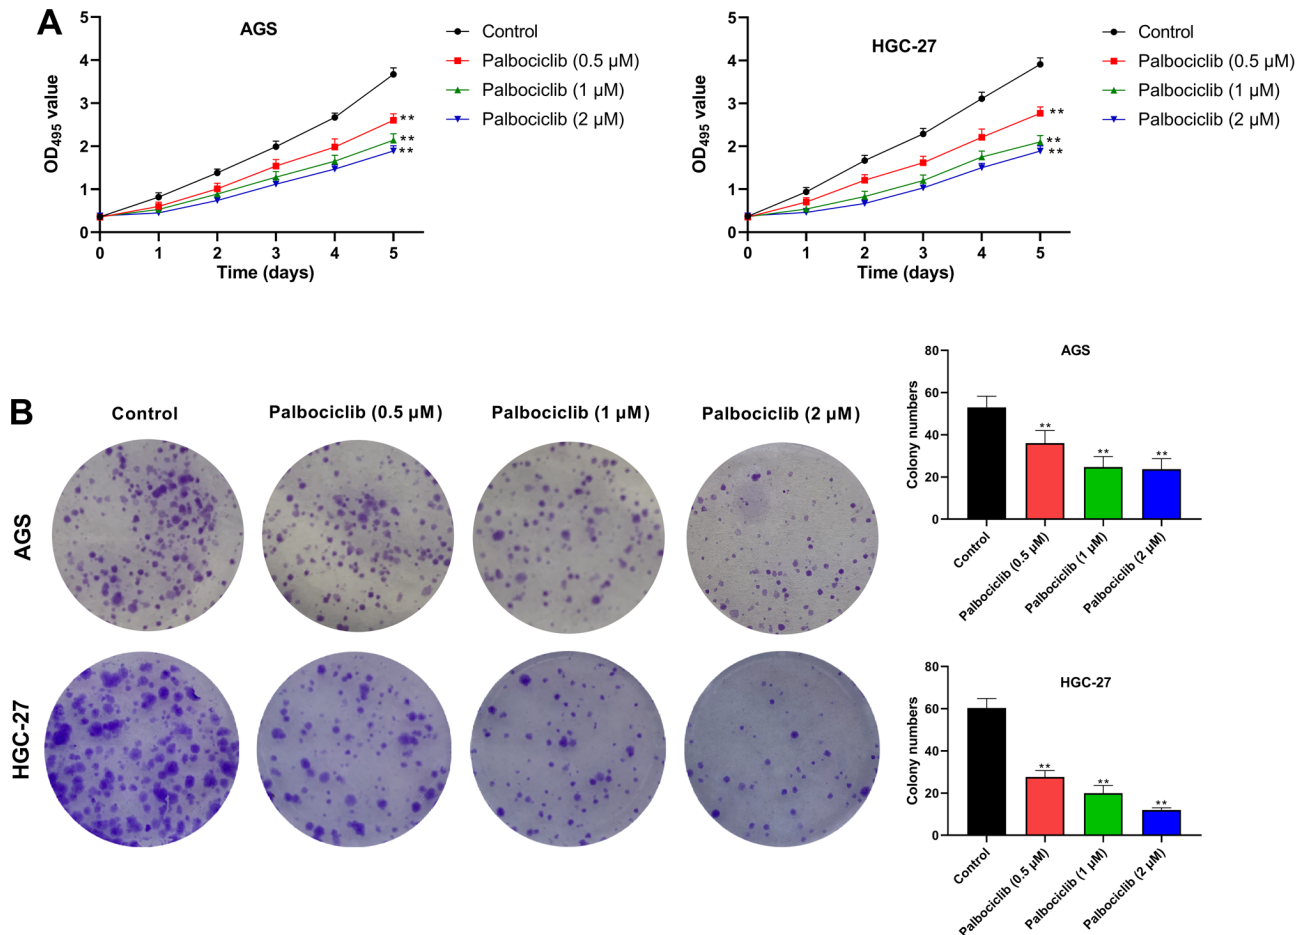 A
AGS
OD495 value
5
4
3
2
1
0
0 1 2 3 4 5
Time (days)
**
**
**
Control
Palbociclib (0.5 μM)
Palbociclib (1 μM)
Palbociclib (2 μM)
HGC-27
OD495 value
5
4
3
2
1
0
0 1 2 3 4 5
Time (days)
**
**
**
Control
Palbociclib (0.5 μM)
Palbociclib (1 μM)
Palbociclib (2 μM)
B
Control
Palbociclib (0.5 μM)
Palbociclib (1 μM)
Palbociclib (2 μM)
AGS
HGC-27
AGS
Colony numbers
80
60
40
20
0
**
**
**
Control
Palbociclib (0.5 μM)
Palbociclib (1 μM)
Palbociclib (2 μM)
HGC-27
Colony numbers
80
60
40
20
0
**
**
**
Control
Palbociclib (0.5 μM)
Palbociclib (1 μM)
Palbociclib (2 μM)